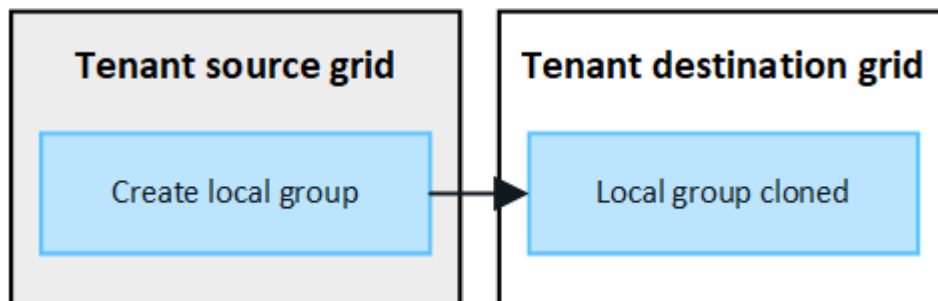 Tenant source grid
Create local group
Tenant destination grid
Local group cloned